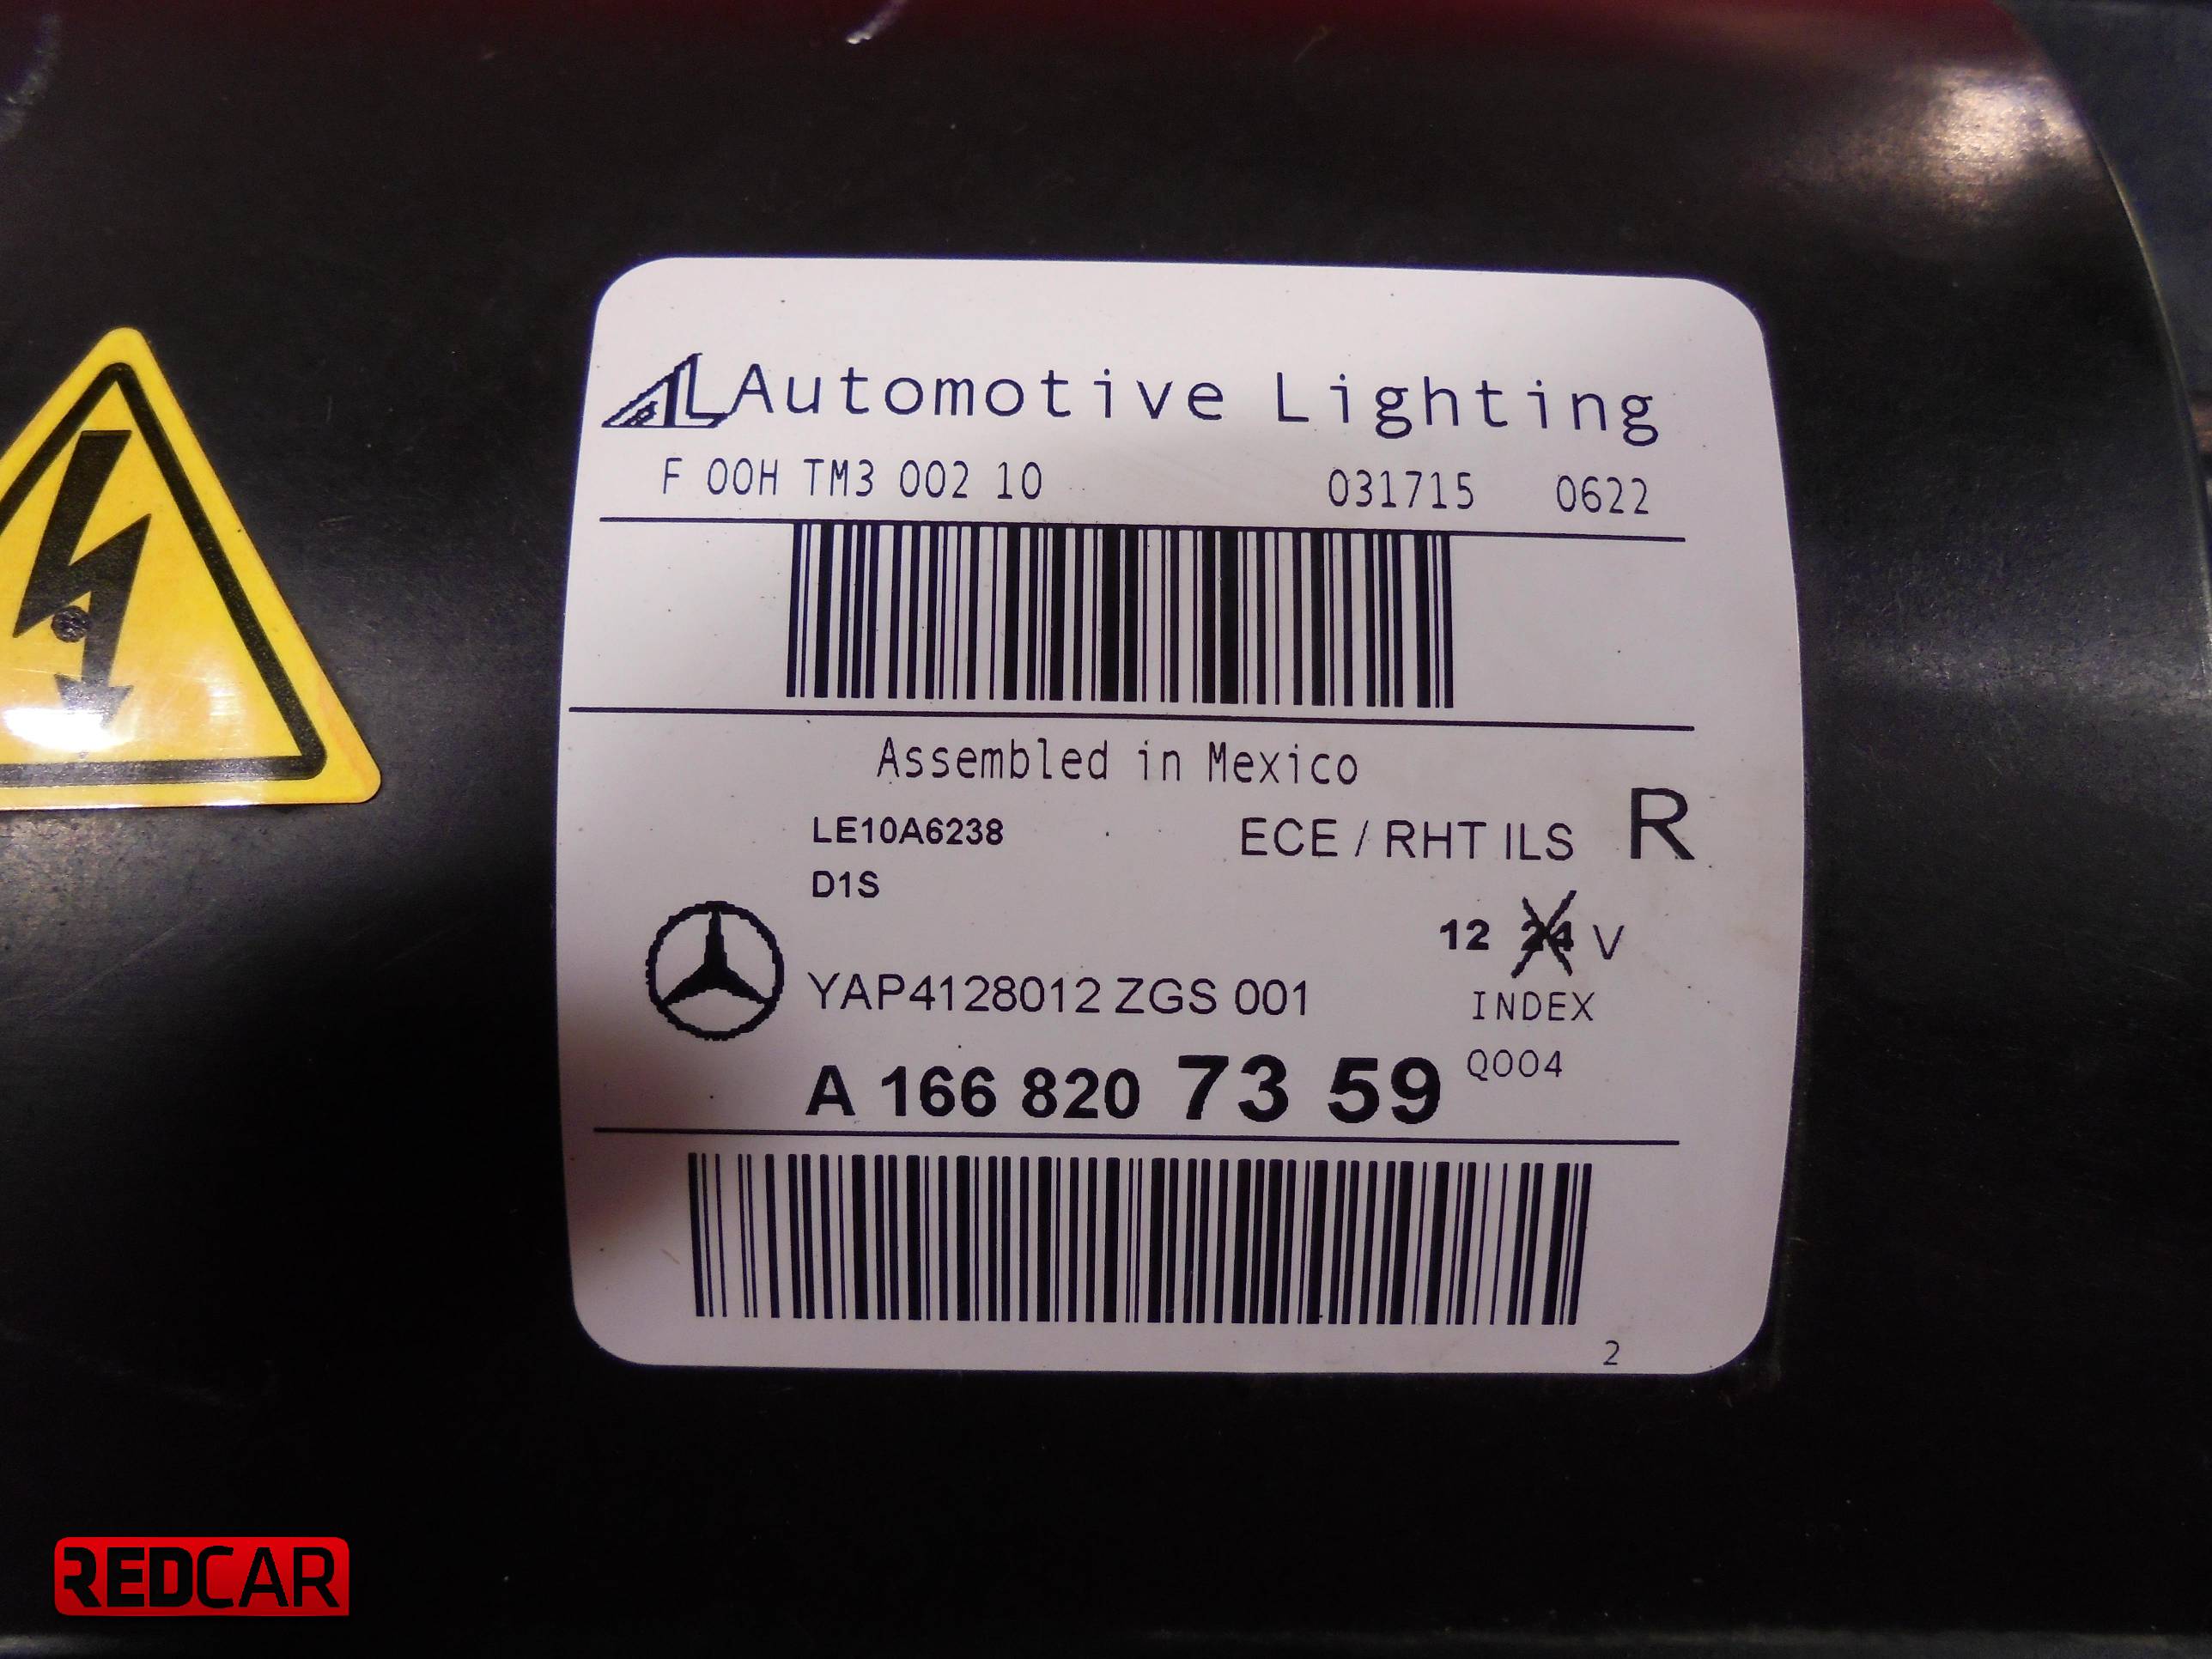 AL Automotive Lighting
F 00H TM3 002 10 031715 0622
Assembled in Mexico
LE10A6238 ECE / RHT ILS R
D1S
12 24 V
YAP4128012 ZGS 001 INDEX
A 166 820 73 59 Q004
2
REDCAR